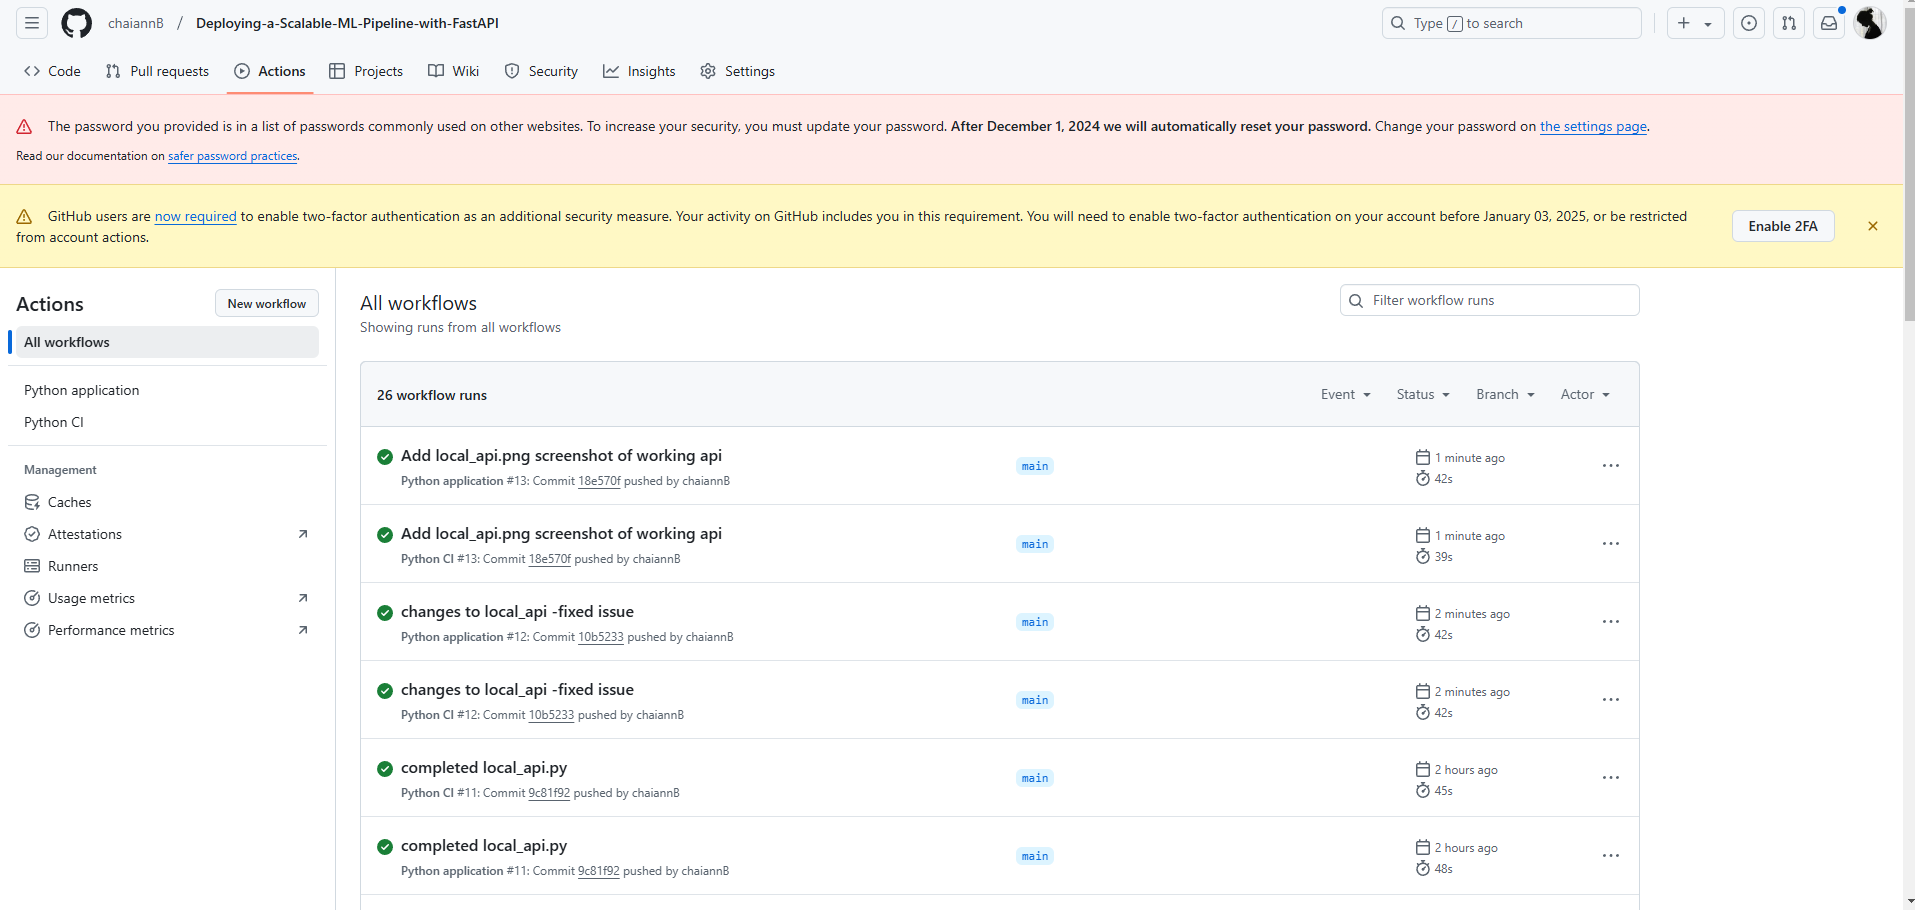 chaiannB / Deploying-a-Scalable-ML-Pipeline-with-FastAPI
Type / to search
Code Pull requests Actions Projects Wiki Security Insights Settings
The password you provided is in a list of passwords commonly used on other websites. To increase your security, you must update your password. After December 1, 2024 we will automatically reset your password. Change your password on the settings page.
Read our documentation on safer password practices.
GitHub users are now required to enable two-factor authentication as an additional security measure. Your activity on GitHub includes you in this requirement. You will need to enable two-factor authentication on your account before January 03, 2025, or be restricted
from account actions.
Enable 2FA
Actions
New workflow
All workflows
Python application
Python CI
Management
Caches
Attestations
Runners
Usage metrics
Performance metrics
All workflows
Showing runs from all workflows
Filter workflow runs
26 workflow runs
Event Status Branch Actor
Add local_api.png screenshot of working api
Python application #13: Commit 18e570f pushed by chaiannB
main
1 minute ago
42s
Add local_api.png screenshot of working api
Python CI #13: Commit 18e570f pushed by chaiannB
main
1 minute ago
39s
changes to local_api -fixed issue
Python application #12: Commit 10b5233 pushed by chaiannB
main
2 minutes ago
42s
changes to local_api -fixed issue
Python CI #12: Commit 10b5233 pushed by chaiannB
main
2 minutes ago
42s
completed local_api.py
Python CI #11: Commit 9c81f92 pushed by chaiannB
main
2 hours ago
45s
completed local_api.py
Python application #11: Commit 9c81f92 pushed by chaiannB
main
2 hours ago
48s